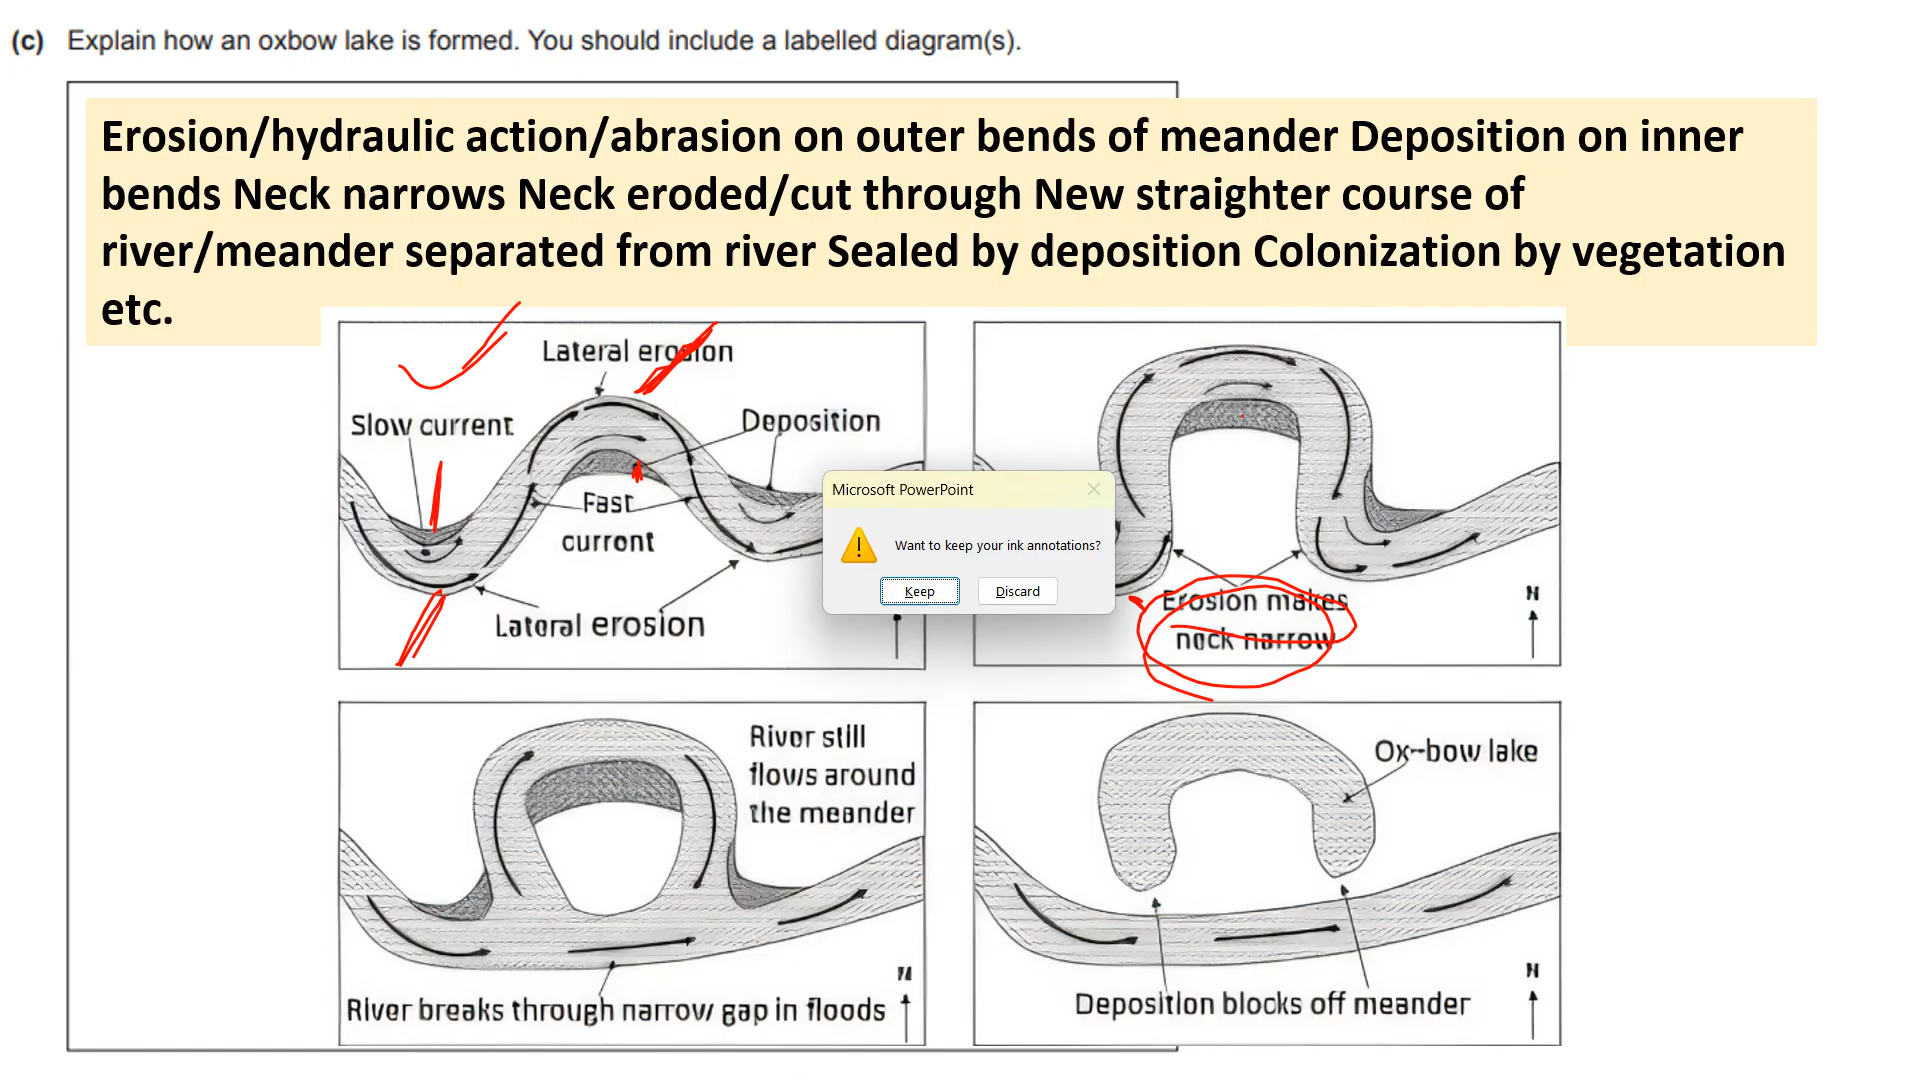 (c) Explain how an oxbow lake is formed. You should include a labelled diagram(s).
Erosion/hydraulic action/abrasion on outer bends of meander Deposition on inner
bends Neck narrows Neck eroded/cut through New straighter course of
river/meander separated from river Sealed by deposition Colonization by vegetation
etc.
Lateral erosion
Slow current
Deposition
Fast
current
Lateral erosion
Microsoft PowerPoint
Want to keep your ink annotations?
Keep
Discard
Erosion makes
neck narrow
N
River still
flows around
the meander
N
River breaks through narrow gap in floods
Ox-bow lake
N
Deposition blocks off meander